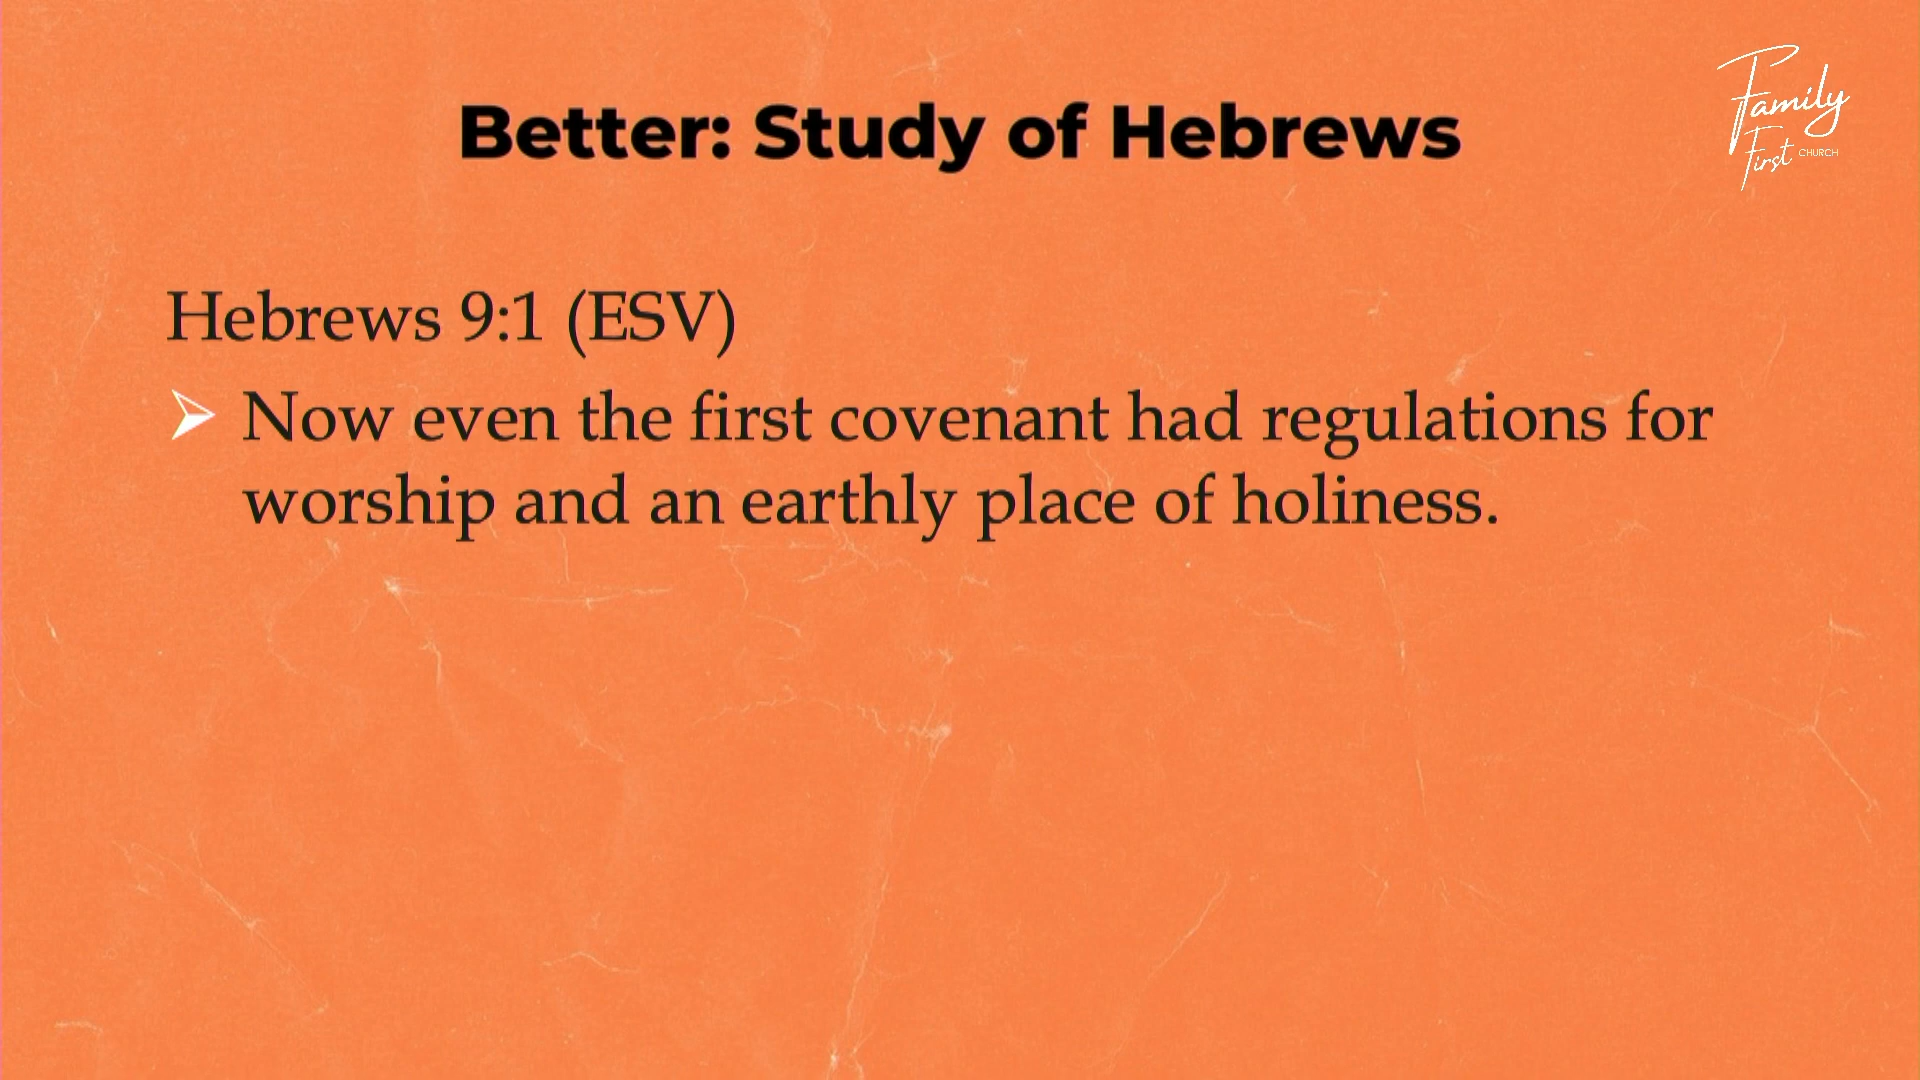 Better: Study of Hebrews
Family
First CHURCH
Hebrews 9:1 (ESV)
Now even the first covenant had regulations for
worship and an earthly place of holiness.